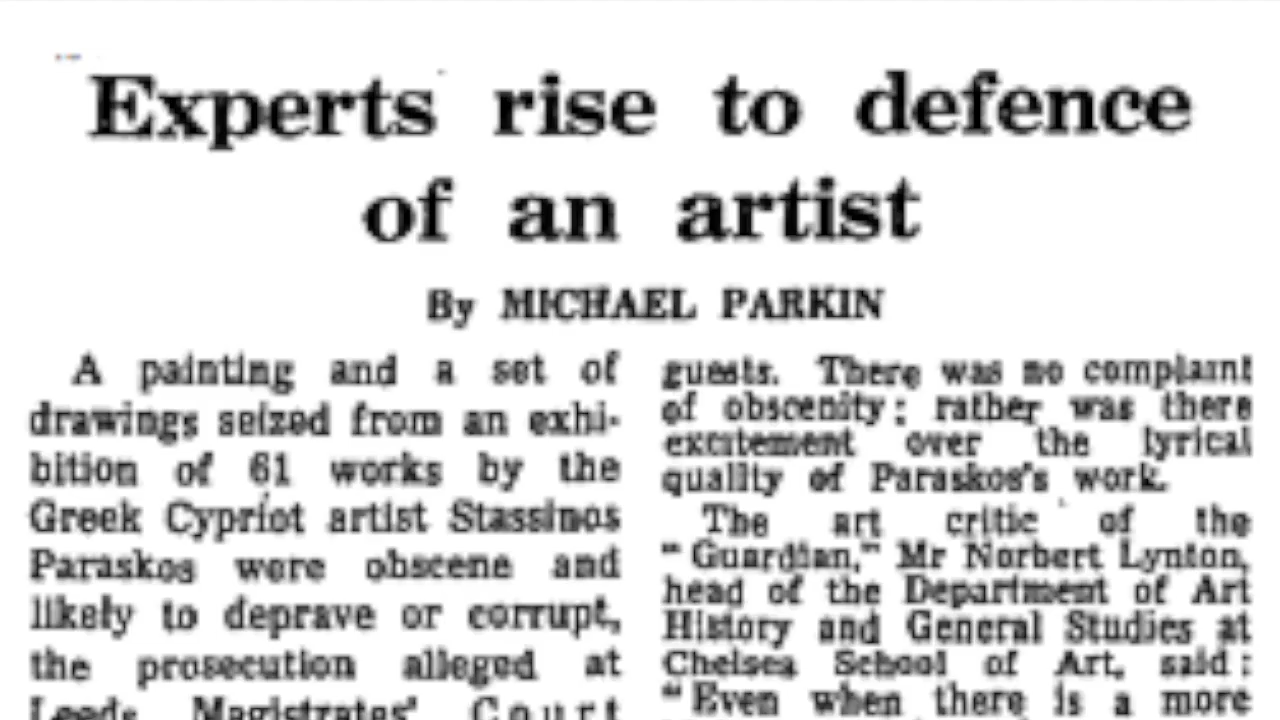 Experts rise to defence
of an artist
By MICHAEL PARKIN
A painting and a set of
drawings seized from an exhi-
bition of 61 works by the
Greek Cypriot artist Stassinos
Paraskos were obscene and
likely to deprave or corrupt,
the prosecution alleged at
Leeds Magistrates' Court
guests. There was no complaint
of obscenity; rather was there
excitement over the lyrical
quality of Paraskos's work.
The art critic of the
"Guardian," Mr Norbert Lynton,
head of the Department of Art
History and General Studies at
Chelsea School of Art, said:
"Even when there is a more